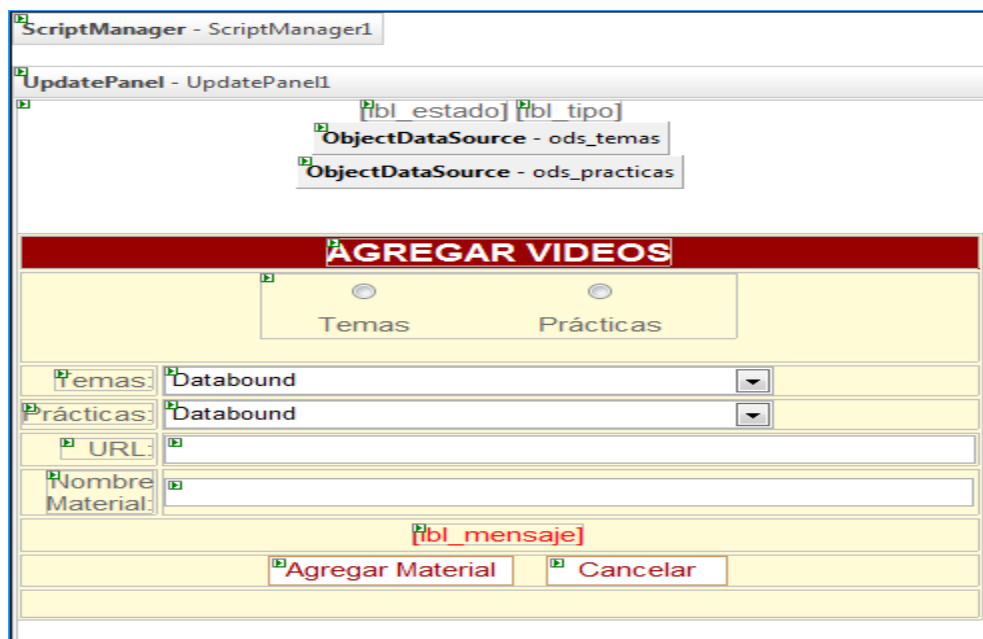 ScriptManager - ScriptManager1
UpdatePanel - UpdatePanel1
[lbl_estado] [lbl_tipo]
ObjectDataSource - ods_temas
ObjectDataSource - ods_practicas
AGREGAR VIDEOS
Temas Prácticas
Temas: Databound
Prácticas: Databound
URL:
Nombre
Material:
[lbl_mensaje]
Agregar Material Cancelar